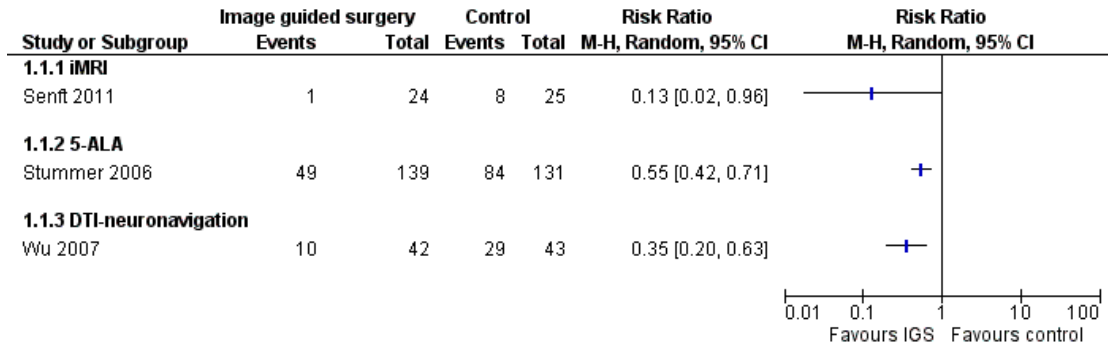 Image guided surgery Control Risk Ratio Risk Ratio
Study or Subgroup Events Total Events Total M-H, Random, 95% CI M-H, Random, 95% CI
1.1.1 iMRI
Senft 2011 1 24 8 25 0.13 [0.02, 0.96]
1.1.2 5-ALA
Stummer 2006 49 139 84 131 0.55 [0.42, 0.71]
1.1.3 DTI-neuronavigation
Wu 2007 10 42 29 43 0.35 [0.20, 0.63]
0.01 0.1 1 10 100
Favours IGS Favours control